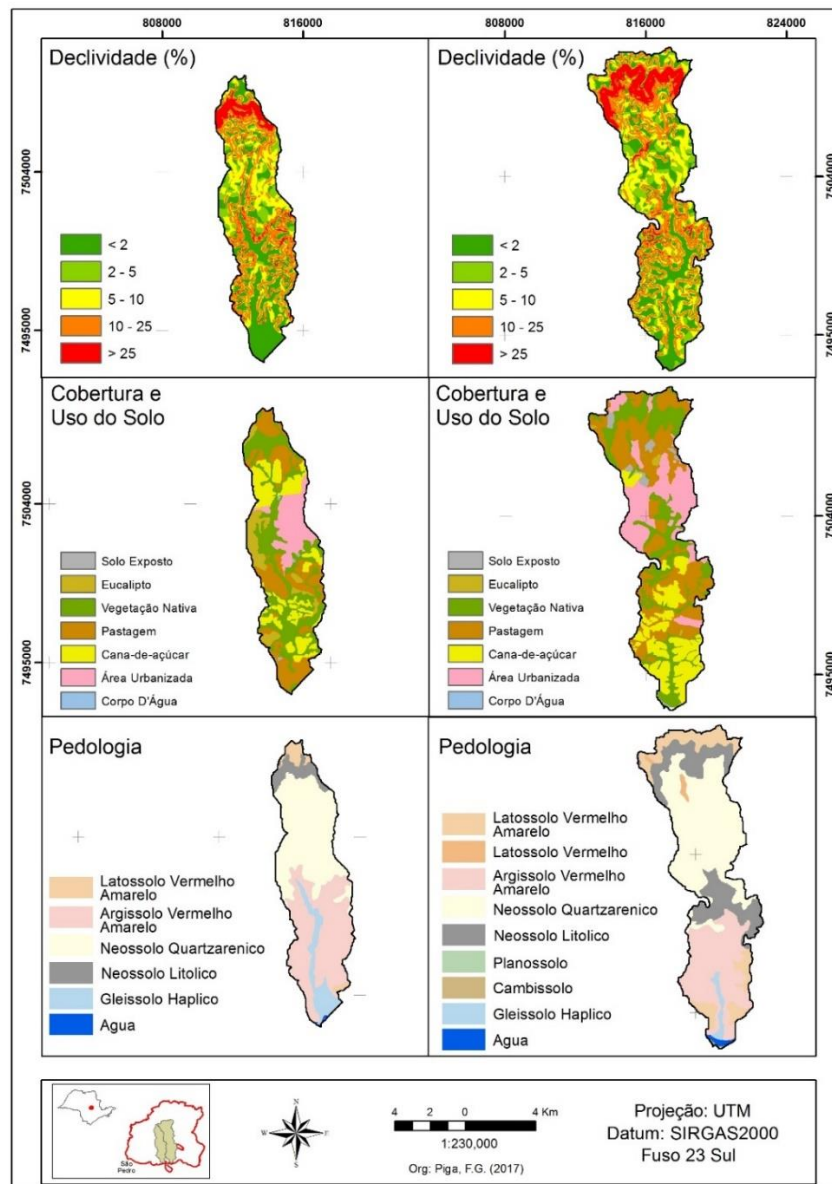 808000
816000
808000
816000
824000
Declividade (%)
7504000
7495000
< 2
2 - 5
5 - 10
10 - 25
> 25
Declividade (%)
7504000
7495000
< 2
2 - 5
5 - 10
10 - 25
> 25
Cobertura e
Uso do Solo
7504000
7495000
Solo Exposto
Eucalipto
Vegetação Nativa
Pastagem
Cana-de-açúcar
Área Urbanizada
Corpo D'Água
Cobertura e
Uso do Solo
7504000
7495000
Solo Exposto
Eucalipto
Vegetação Nativa
Pastagem
Cana-de-açúcar
Área Urbanizada
Corpo D'Água
Pedologia
Latossolo Vermelho
Amarelo
Argissolo Vermelho
Amarelo
Neossolo Quartzarenico
Neossolo Litolico
Gleissolo Haplico
Agua
Pedologia
Latossolo Vermelho
Amarelo
Latossolo Vermelho
Argissolo Vermelho
Amarelo
Neossolo Quartzarenico
Neossolo Litolico
Planossolo
Cambissolo
Gleissolo Haplico
Agua
São
Pedro
N
W
E
S
4 2 0 4 Km
1:230,000
Org: Piga, F.G. (2017)
Projeção: UTM
Datum: SIRGAS2000
Fuso 23 Sul